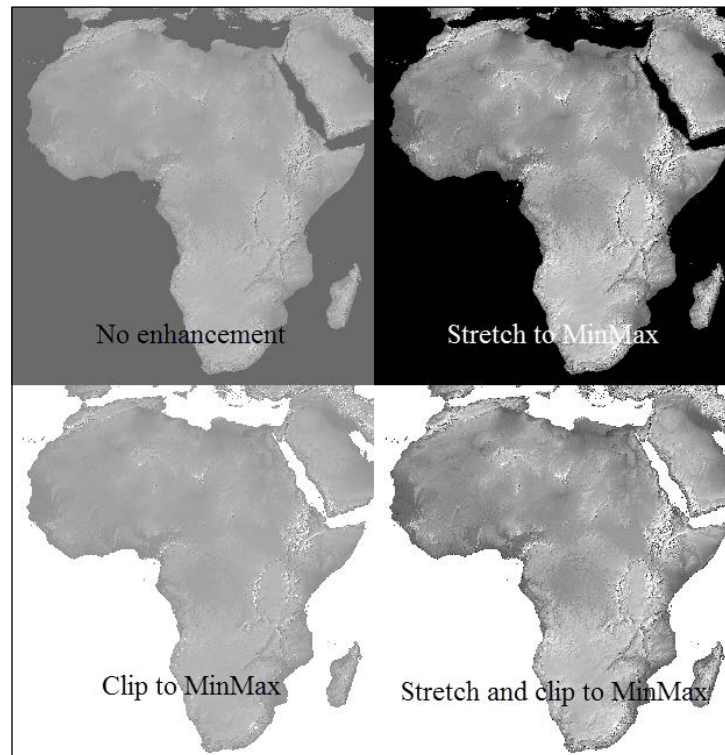 No enhancement
Stretch to MinMax
Clip to MinMax
Stretch and clip to MinMax